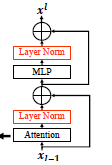 x^l
Layer Norm
MLP
Layer Norm
Attention
x_{l-1}